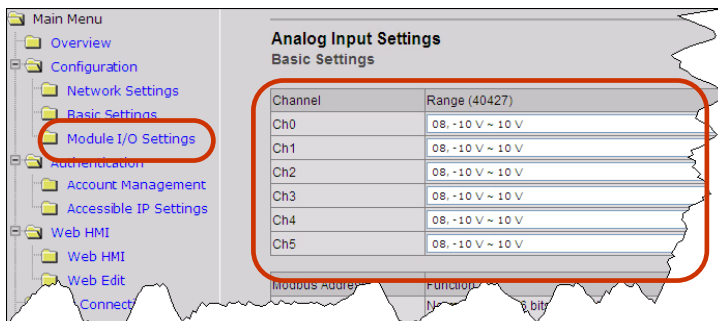 Main Menu
Overview
Configuration
Network Settings
Basic Settings
Module I/O Settings
Authentication
Account Management
Accessible IP Settings
Web HMI
Web HMI
Web Edit
Analog Input Settings
Basic Settings
Channel Range (40427)
Ch0 08, -10 V ~ 10 V
Ch1 08, -10 V ~ 10 V
Ch2 08, -10 V ~ 10 V
Ch3 08, -10 V ~ 10 V
Ch4 08, -10 V ~ 10 V
Ch5 08, -10 V ~ 10 V
Modbus Function